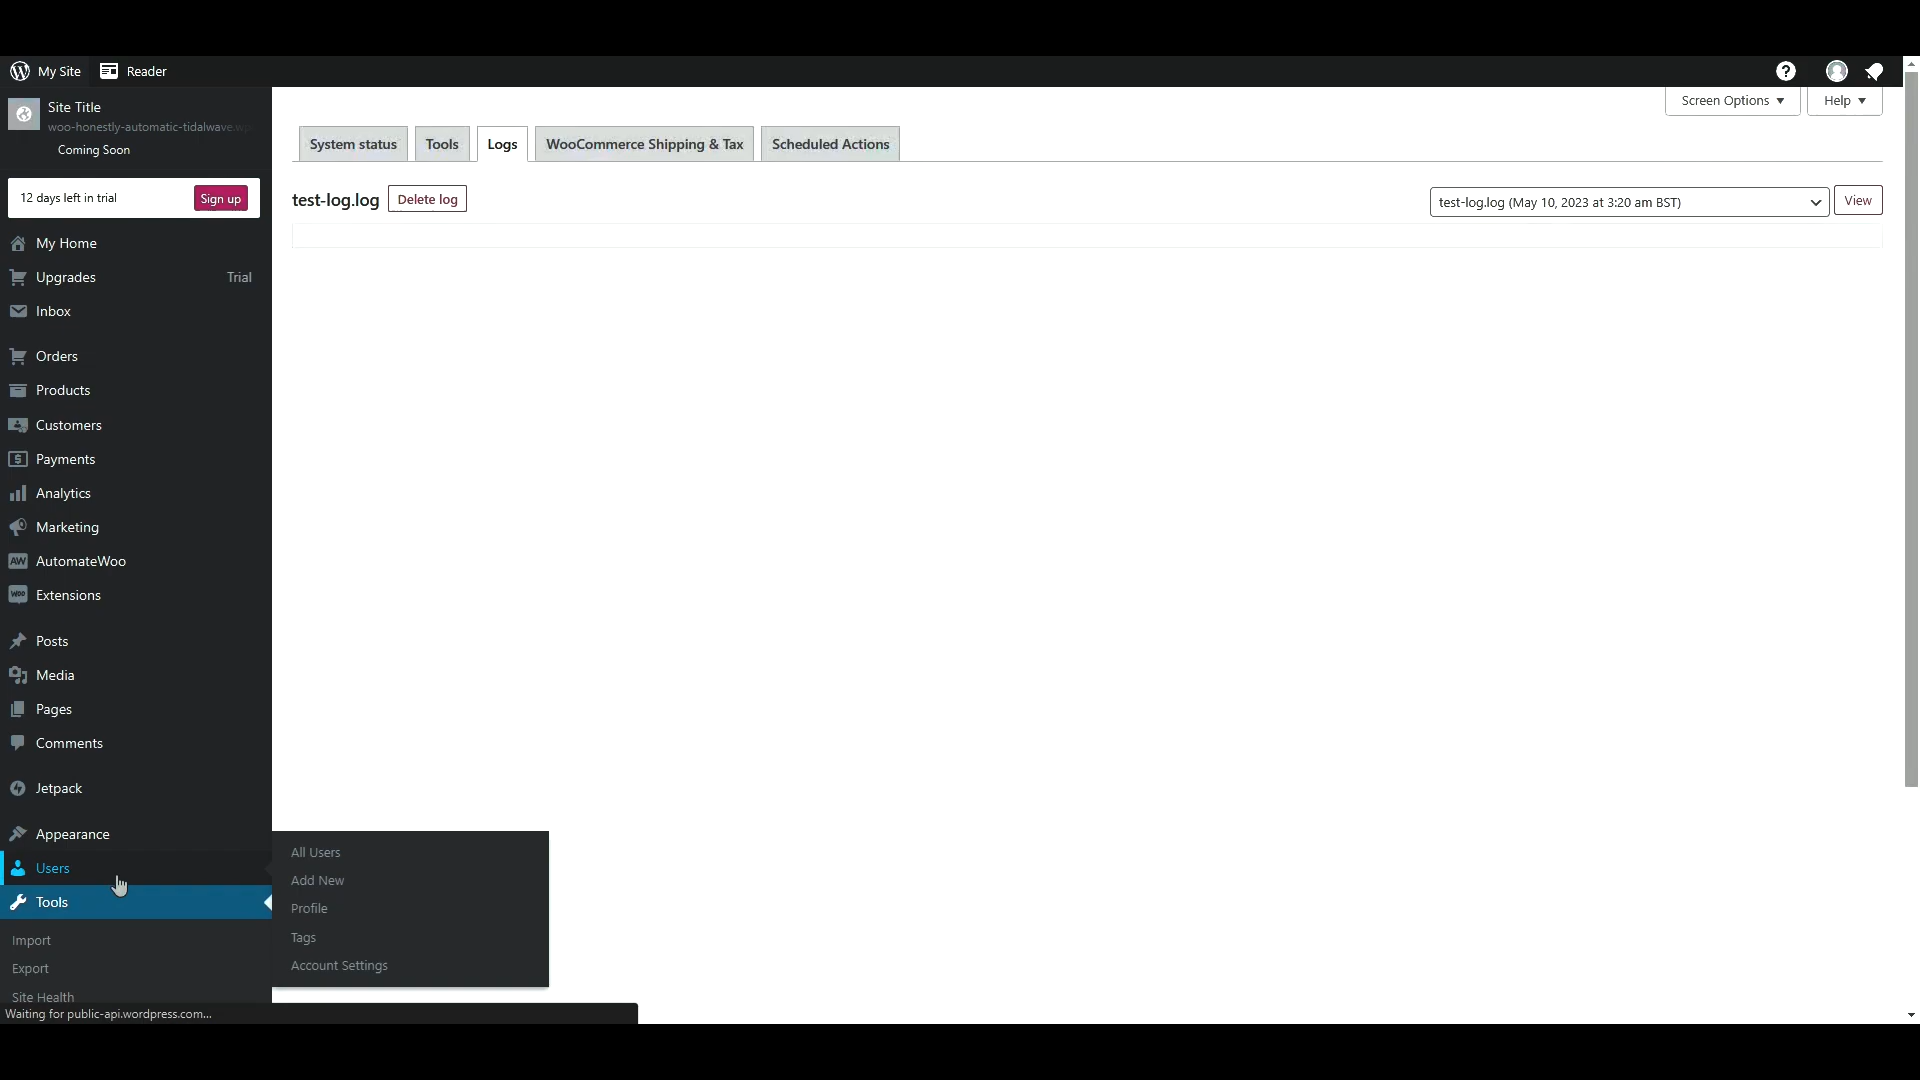 My Site
Reader
Site Title
woo-honestly-automatic-tidalwave.
Coming Soon
12 days left in trial
Sign up
My Home
Upgrades Trial
Inbox
Orders
Products
Customers
Payments
Analytics
Marketing
AW AutomateWoo
woo Extensions
Posts
Media
Pages
Comments
Jetpack
Appearance
Users
Tools
Import
Export
Site Health
Waiting for public-api.wordpress.com...
All Users
Add New
Profile
Tags
Account Settings
Screen Options
Help
System status
Tools
Logs
WooCommerce Shipping & Tax
Scheduled Actions
test-log.log
Delete log
test-log.log (May 10, 2023 at 3:20 am BST)
View